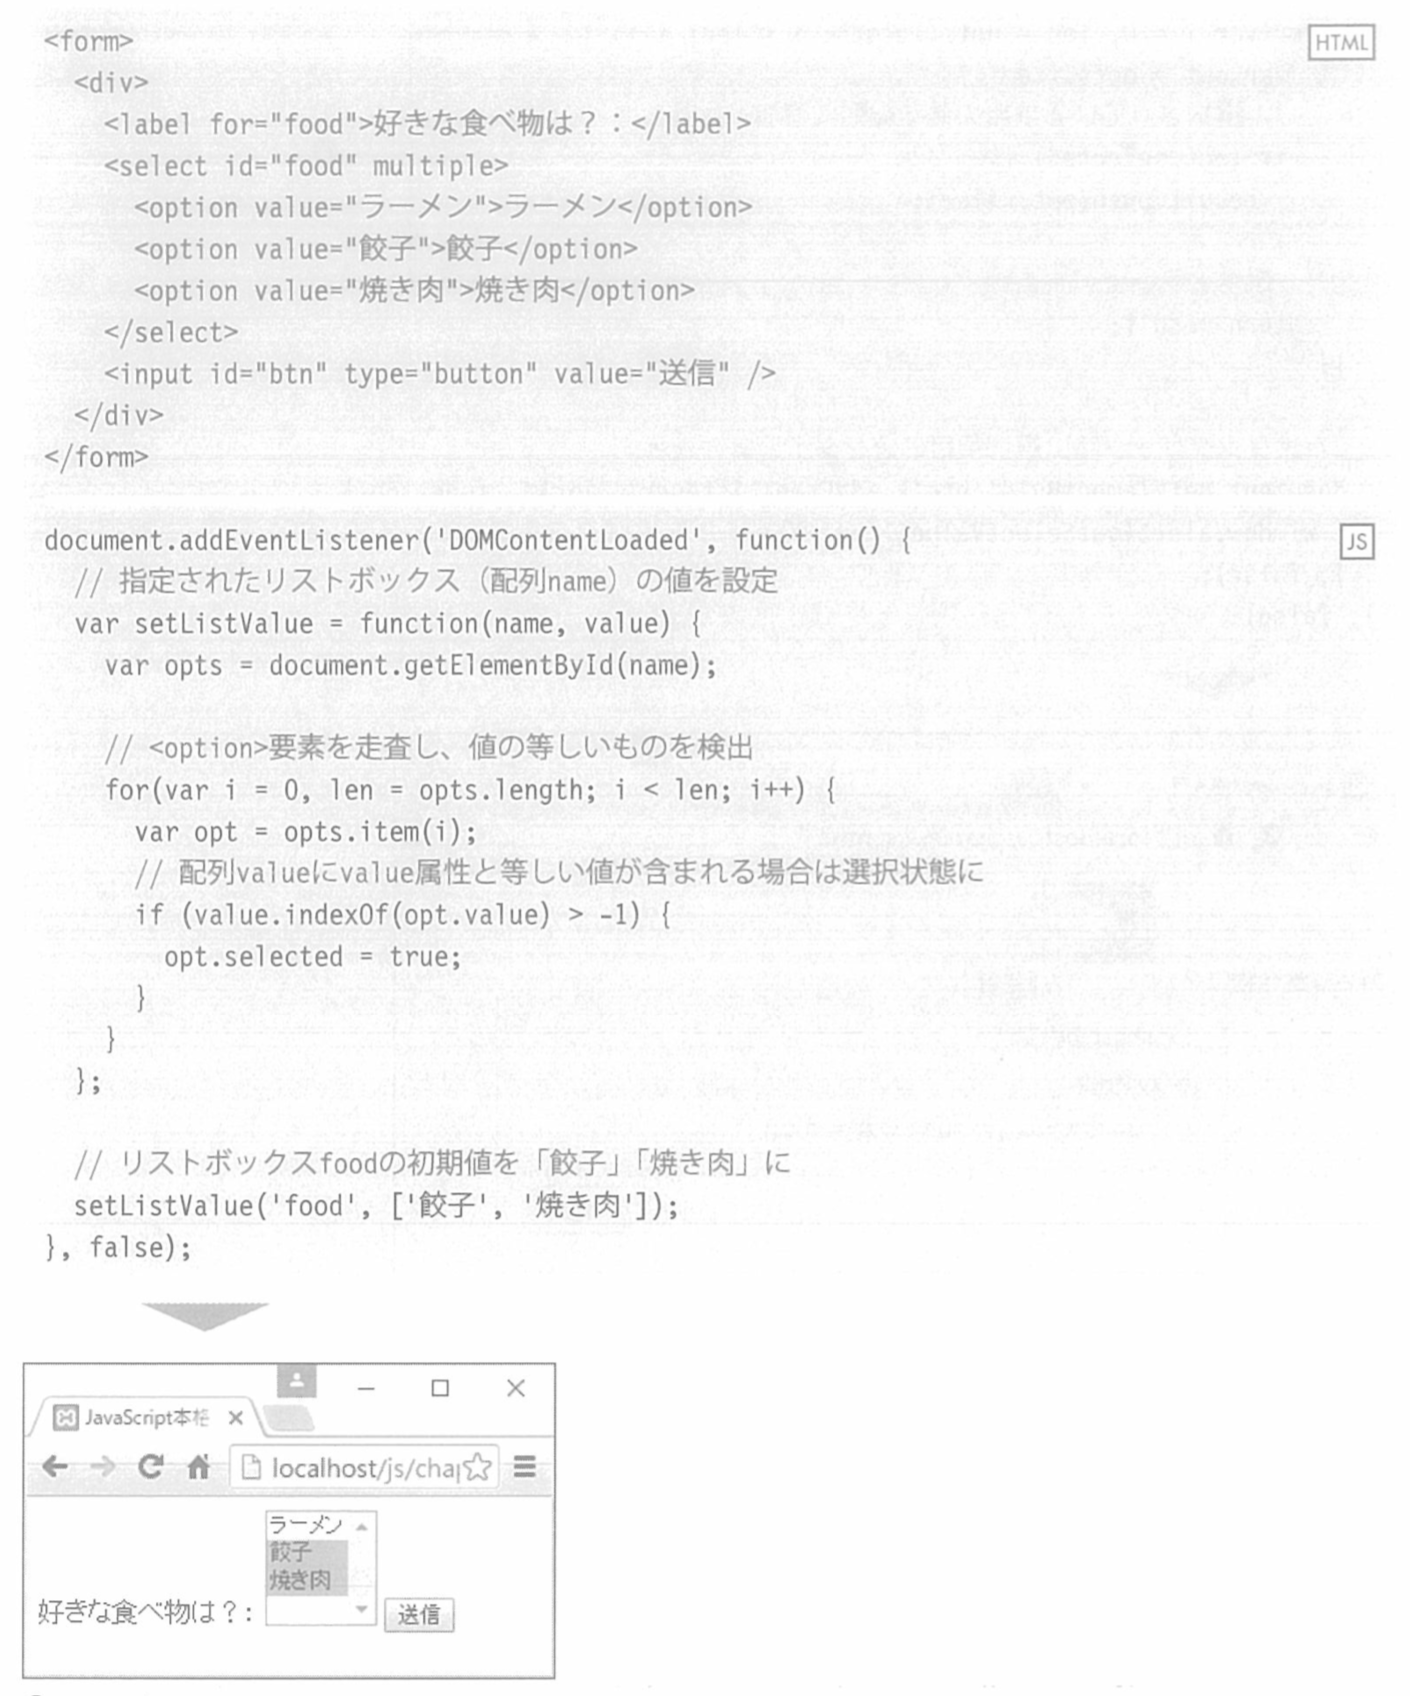 <form>
HTML
<div>
<label for="food">好きな食べ物は？：</label>
<select id="food" multiple>
<option value="ラーメン">ラーメン</option>
<option value="餃子">餃子</option>
<option value="焼き肉">焼き肉</option>
</select>
<input id="btn" type="button" value="送信" />
</div>
</form>
document.addEventListener('DOMContentLoaded', function() {
JS
// 指定されたリストボックス（配列name）の値を設定
var setListValue = function(name, value) {
var opts = document.getElementById(name);
// <option>要素を走査し、値の等しいものを検出
for(var i = 0, len = opts.length; i < len; i++) {
var opt = opts.item(i);
// 配列valueにvalue属性と等しい値が含まれる場合は選択状態に
if (value.indexOf(opt.value) > -1) {
opt.selected = true;
}
}
};
// リストボックスfoodの初期値を「餃子」「焼き肉」に
setListValue('food', ['餃子', '焼き肉']);
}, false);
JavaScript本格
localhost/js/chap
ラーメン
餃子
焼き肉
好きな食べ物は？:
送信